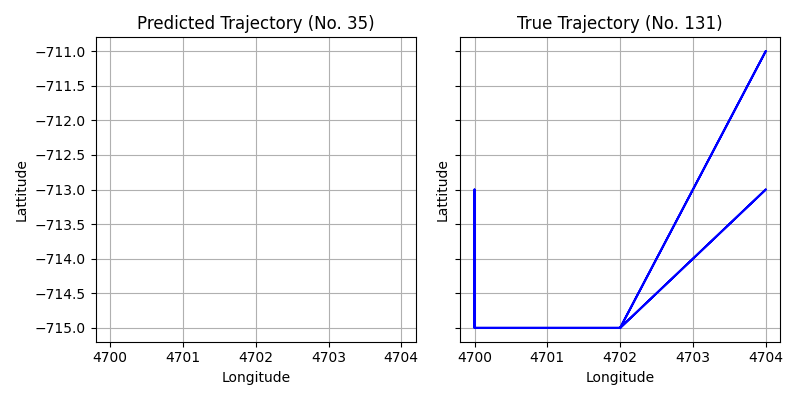 Predicted Trajectory (No. 35)
−711.0
−711.5
−712.0
−712.5
−713.0
−713.5
−714.0
−714.5
−715.0
Lattitude
4700 4701 4702 4703 4704
Longitude
True Trajectory (No. 131)
Lattitude
4700 4701 4702 4703 4704
Longitude